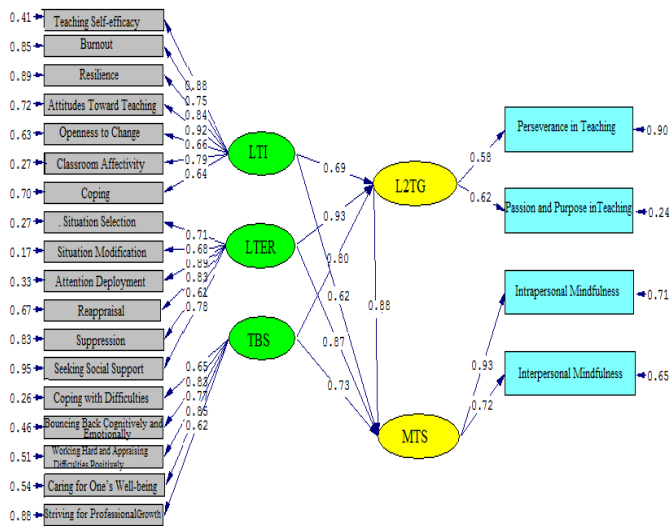 0.41 Teaching Self-efficacy
0.85 Burnout
0.89 Resilience
0.72 Attitudes Toward Teaching
0.63 Openness to Change
0.27 Classroom Affectivity
0.70 Coping
0.27 . Situation Selection
0.17 Situation Modification
0.33 Attention Deployment
0.67 Reappraisal
0.83 Suppression
0.95 Seeking Social Support
0.26 Coping with Difficulties
0.46 Bouncing Back Cognitively and
Emotionally
0.51 Working Hard and Appraising
Difficulties Positively
0.54 Caring for One's Well-being
0.88 Striving for ProfessionalGrowth
0.88
0.75
0.84
0.92
0.66
0.79
0.64
0.71
0.68
0.89
0.83
0.61
0.78
0.65
0.82
0.77
0.85
0.62
LTI
LTER
TBS
0.69
0.93
0.80
0.62
0.87
0.73
L2TG
0.88
MTS
0.58
0.62
0.93
0.72
Perseverance in Teaching 0.90
Passion and Purpose inTeaching 0.24
Intrapersonal Mindfulness 0.71
Interpersonal Mindfulness 0.65